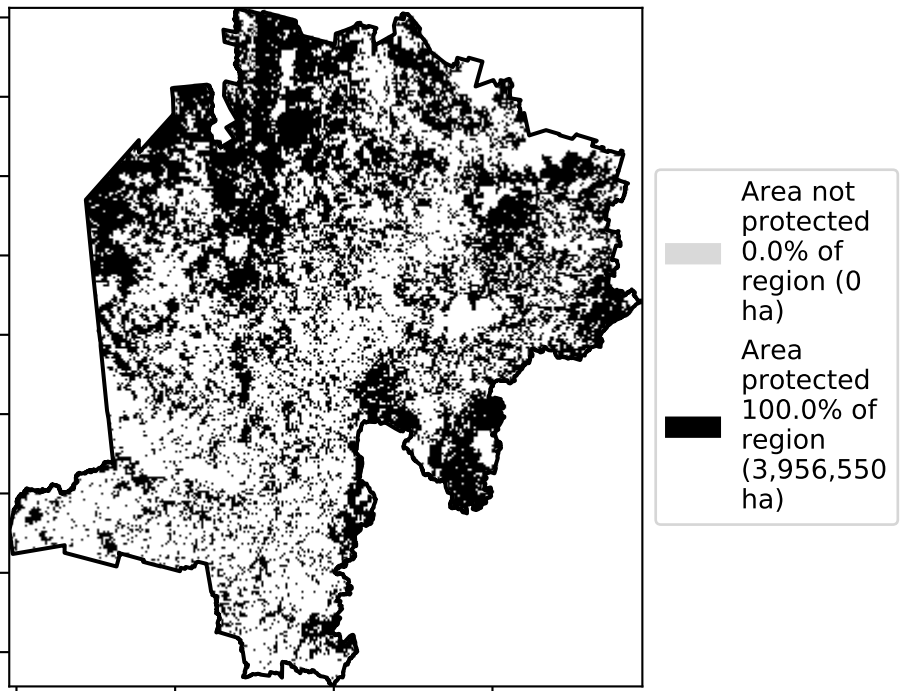 Area not
protected
0.0% of
region (0
ha)
Area
protected
100.0% of
region
(3,956,550
ha)